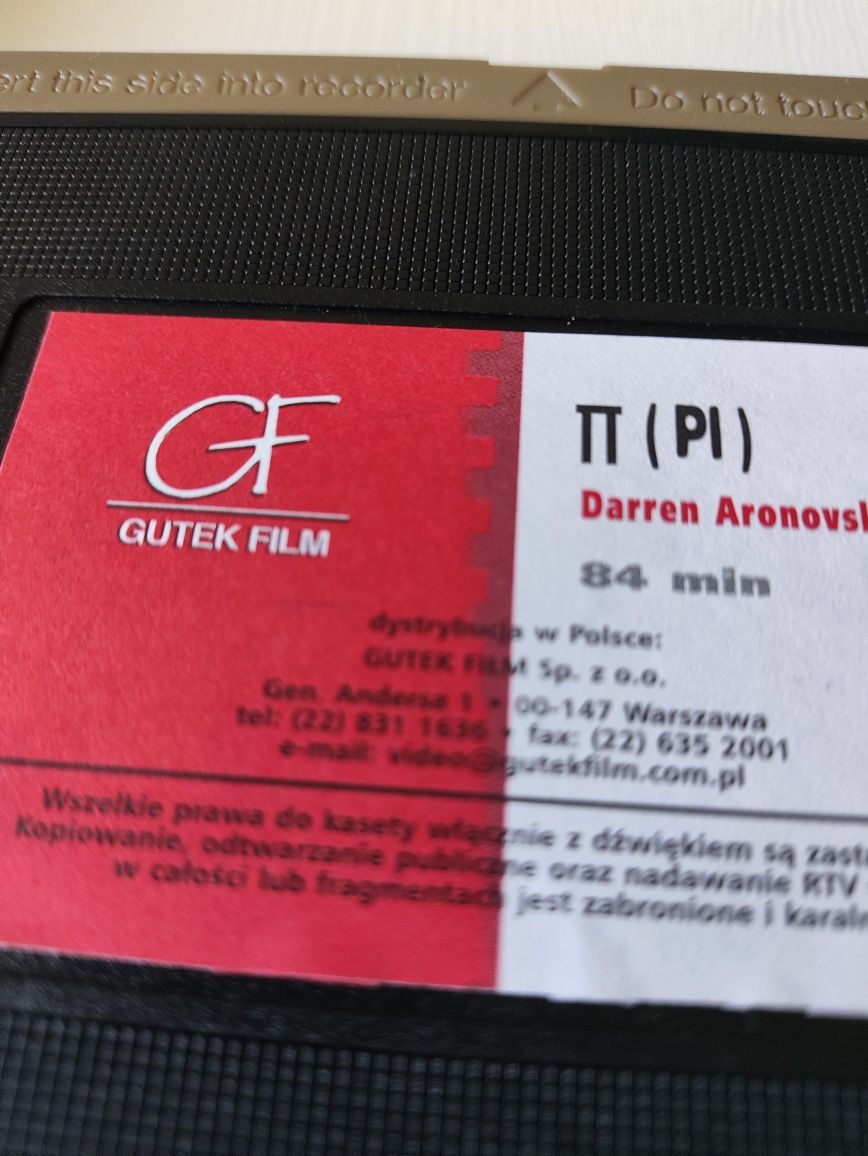 ert this side into recorder Do not touc
GF
GUTEK FILM
π (PI)
Darren Aronovsk
84 min
dystrybucja w Polsce:
GUTEK FILM Sp. z o.o.
Gen. Andersa 1 • 00-147 Warszawa
tel: (22) 831 1636 • fax: (22) 635 2001
e-mail: video@gutekfilm.com.pl
Wszelkie prawa do kasety włącznie z dźwiękiem są zast
Kopiowanie, odtwarzanie publiczne oraz nadawanie RTV
w całości lub fragmentach jest zabronione i karaln